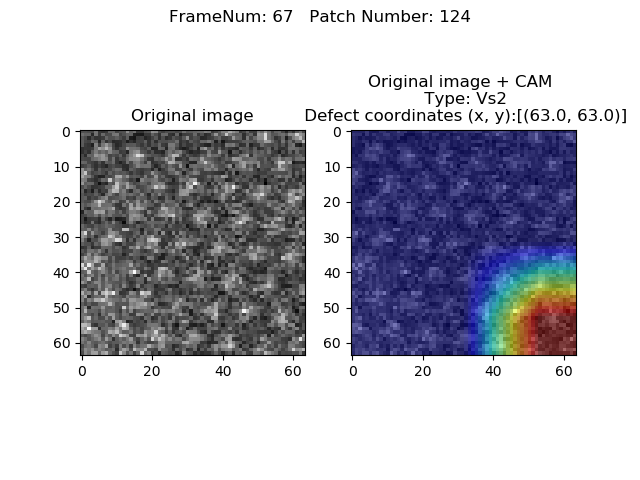 FrameNum: 67   Patch Number: 124
Original image
Original image + CAM
Type: Vs2
Defect coordinates (x, y):[(63.0, 63.0)]
0
10
20
30
40
50
60
0 20 40 60
0
10
20
30
40
50
60
0 20 40 60